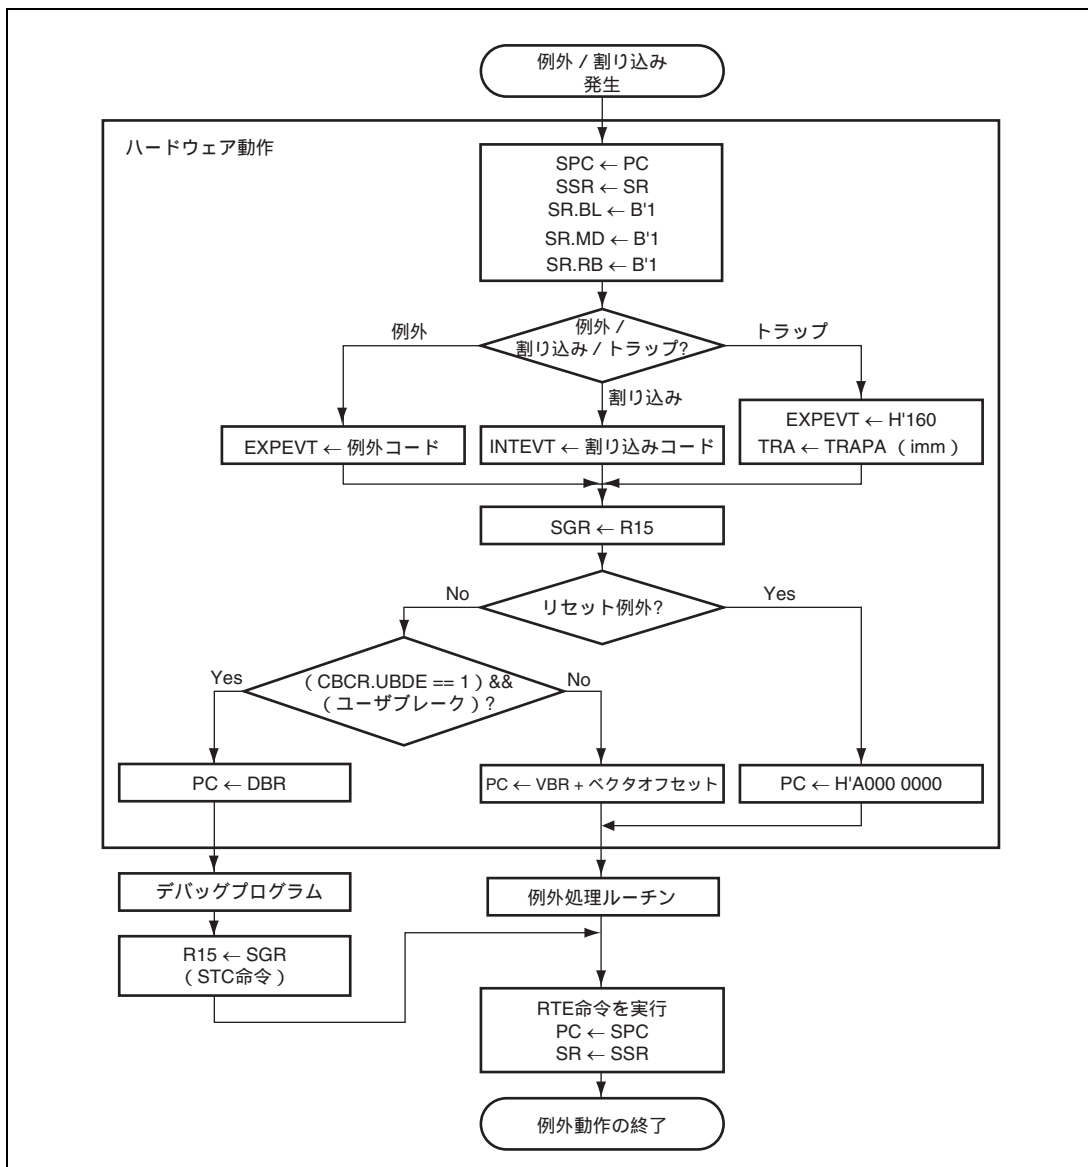 例外 / 割り込み
発生
ハードウェア動作
SPC ← PC
SSR ← SR
SR.BL ← B'1
SR.MD ← B'1
SR.RB ← B'1
例外
例外 /
割り込み / トラップ?
トラップ
割り込み
EXPEVT ← 例外コード
INTEVT ← 割り込みコード
EXPEVT ← H'160
TRA ← TRAPA ( imm )
SGR ← R15
No
リセット例外?
Yes
Yes
( CBCR.UBDE == 1 ) &&
( ユーザブレーク ) ?
No
PC ← DBR
PC ← VBR + ベクタオフセット
PC ← H'A000 0000
デバッグプログラム
例外処理ルーチン
R15 ← SGR
( STC命令 )
RTE命令を実行
PC ← SPC
SR ← SSR
例外動作の終了